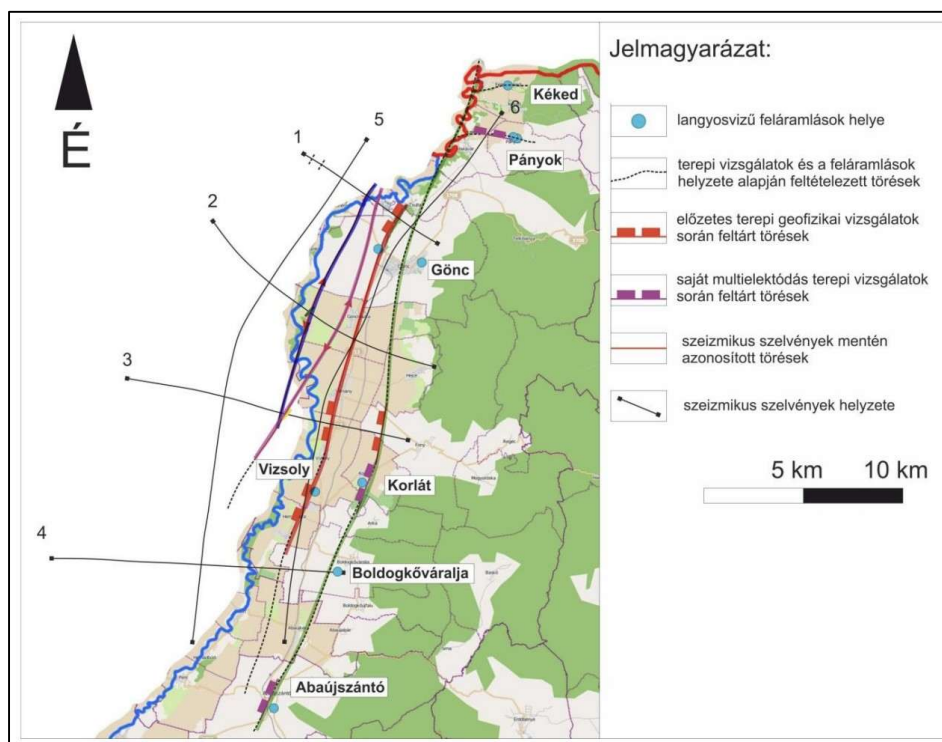 É
1
5
2
3
4
6
Kéked
Pányok
Gönc
Vizsoly
Korlát
Boldogkőváralja
Abaújszántó
Jelmagyarázat:
langyosvizű feláramlások helye
terepi vizsgálatok és a feláramlások
helyzete alapján feltételezett törések
előzetes terepi geofizikai vizsgálatok
során feltárt törések
saját multielektódás terepi vizsgálatok
során feltárt törések
szeizmikus szelvények mentén
azonosított törések
szeizmikus szelvények helyzete
5 km
10 km